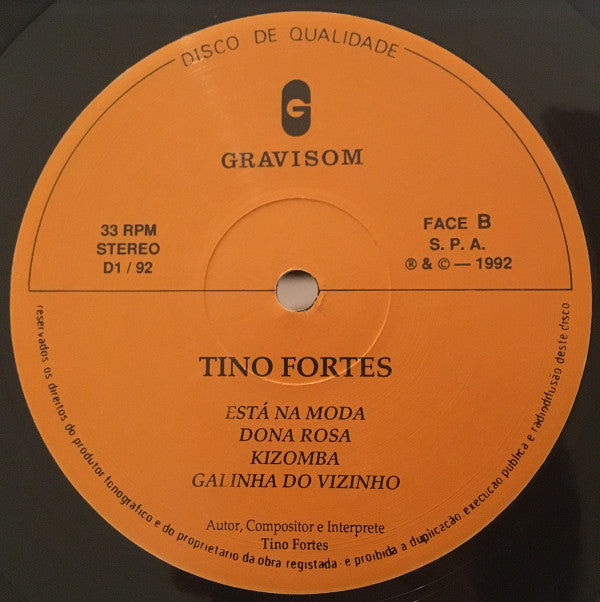 DISCO DE QUALIDADE
G
GRAVISOM
33 RPM
STEREO
D1 / 92
FACE B
S. P. A.
® & © — 1992
TINO FORTES
ESTÁ NA MODA
DONA ROSA
KIZOMBA
GALINHA DO VIZINHO
Autor, Compositor e Interprete
Tino Fortes
reservados os direitos do produtor fonografico e do proprietario da obra registada - e proibida a duplicacão execucão publica e radiodifusão deste disco